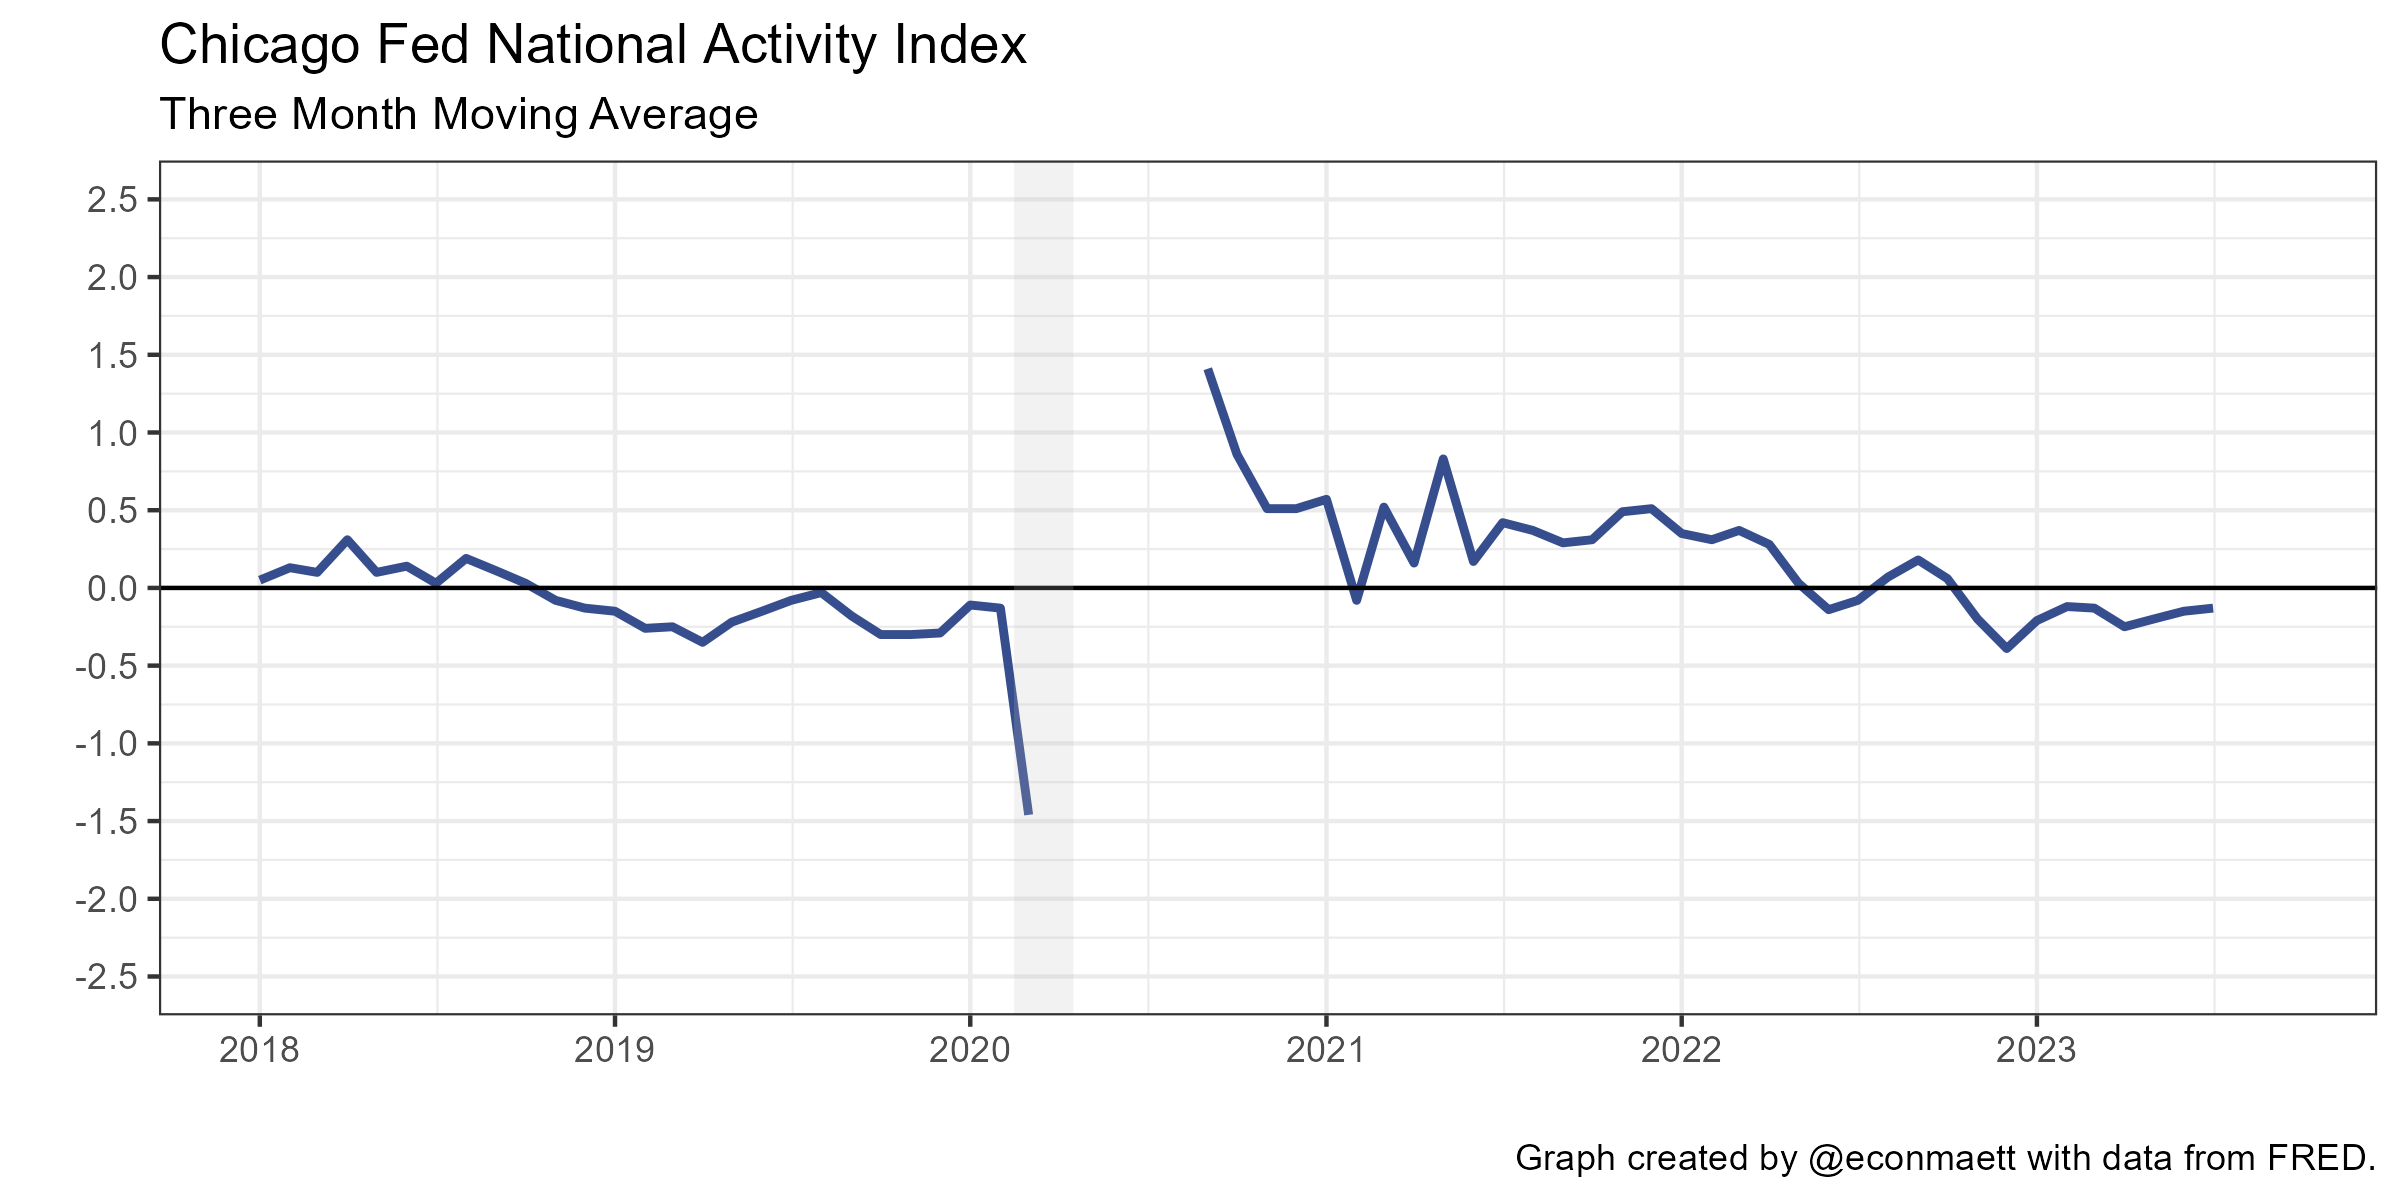 Chicago Fed National Activity Index
Three Month Moving Average
2.5
2.0
1.5
1.0
0.5
0.0
-0.5
-1.0
-1.5
-2.0
-2.5
2018 2019 2020 2021 2022 2023
Graph created by @econmaett with data from FRED.